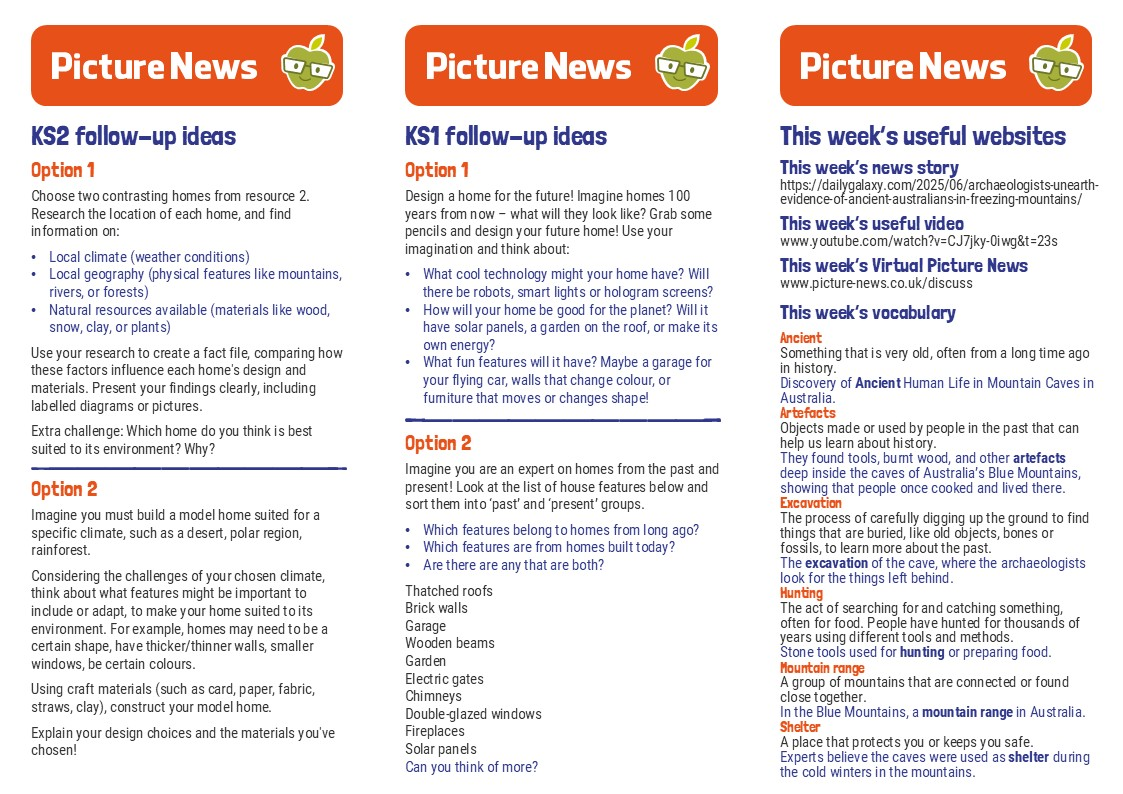 Picture News
KS2 follow-up ideas
Option 1
Choose two contrasting homes from resource 2.
Research the location of each home, and find
information on:
• Local climate (weather conditions)
• Local geography (physical features like mountains,
rivers, or forests)
• Natural resources available (materials like wood,
snow, clay, or plants)
Use your research to create a fact file, comparing how
these factors influence each home's design and
materials. Present your findings clearly, including
labelled diagrams or pictures.
Extra challenge: Which home do you think is best
suited to its environment? Why?
Option 2
Imagine you must build a model home suited for a
specific climate, such as a desert, polar region,
rainforest.
Considering the challenges of your chosen climate,
think about what features might be important to
include or adapt, to make your home suited to its
environment. For example, homes may need to be a
certain shape, have thicker/thinner walls, smaller
windows, be certain colours.
Using craft materials (such as card, paper, fabric,
straws, clay), construct your model home.
Explain your design choices and the materials you've
chosen!
Picture News
KS1 follow-up ideas
Option 1
Design a home for the future! Imagine homes 100
years from now – what will they look like? Grab some
pencils and design your future home! Use your
imagination and think about:
• What cool technology might your home have? Will
there be robots, smart lights or hologram screens?
• How will your home be good for the planet? Will it
have solar panels, a garden on the roof, or make its
own energy?
• What fun features will it have? Maybe a garage for
your flying car, walls that change colour, or
furniture that moves or changes shape!
Option 2
Imagine you are an expert on homes from the past and
present! Look at the list of house features below and
sort them into ‘past’ and ‘present’ groups.
• Which features belong to homes from long ago?
• Which features are from homes built today?
• Are there are any that are both?
Thatched roofs
Brick walls
Garage
Wooden beams
Garden
Electric gates
Chimneys
Double-glazed windows
Fireplaces
Solar panels
Can you think of more?
Picture News
This week’s useful websites
This week’s news story
https://dailygalaxy.com/2025/06/archaeologists-unearth-
evidence-of-ancient-australians-in-freezing-mountains/
This week’s useful video
www.youtube.com/watch?v=CJ7jky-0iwg&t=23s
This week’s Virtual Picture News
www.picture-news.co.uk/discuss
This week’s vocabulary
Ancient
Something that is very old, often from a long time ago
in history.
Discovery of Ancient Human Life in Mountain Caves in
Australia.
Artefacts
Objects made or used by people in the past that can
help us learn about history.
They found tools, burnt wood, and other artefacts
deep inside the caves of Australia’s Blue Mountains,
showing that people once cooked and lived there.
Excavation
The process of carefully digging up the ground to find
things that are buried, like old objects, bones or
fossils, to learn more about the past.
The excavation of the cave, where the archaeologists
look for the things left behind.
Hunting
The act of searching for and catching something,
often for food. People have hunted for thousands of
years using different tools and methods.
Stone tools used for hunting or preparing food.
Mountain range
A group of mountains that are connected or found
close together.
In the Blue Mountains, a mountain range in Australia.
Shelter
A place that protects you or keeps you safe.
Experts believe the caves were used as shelter during
the cold winters in the mountains.